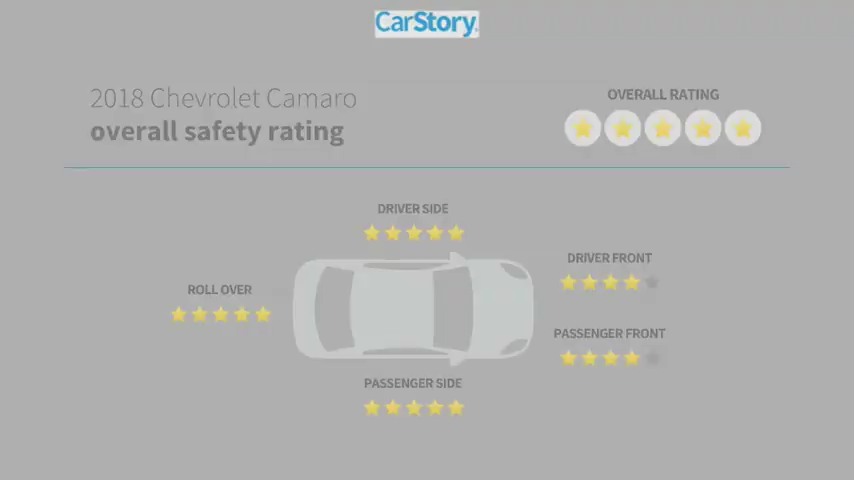 CarStory
2018 Chevrolet Camaro
overall safety rating
OVERALL RATING
DRIVER SIDE
DRIVER FRONT
ROLL OVER
PASSENGER FRONT
PASSENGER SIDE